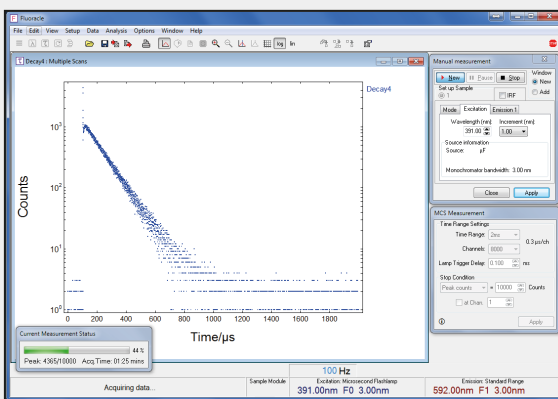 Fluoracle
File Edit View Setup Data Analysis Options Window Help
log lin
Decay4 : Multiple Scans
Decay4
Counts
10³
10²
10¹
10⁰
0 200 400 600 800 1000 1200 1400 1600 1800
Time/µs
Current Measurement Status
44 %
Peak: 4365/10000 Acq.Time: 01:25 mins
Manual measurement
New Pause Stop
Window
New
Add
Set up Sample
1
IRF
Mode Excitation Emission 1
Wavelength (nm) Increment (nm)
391.00 1.00
Source information
Source: µF
Monochromator bandwidth: 3.00 nm
Close Apply
MCS Measurement
Time Range Settings
Time Range: 2ms
Channels: 8000
0.3 µs/ch
Lamp Trigger Delay: 0.100 ms
Stop Condition
Peak counts = 10000 Counts
at Chan. 1
Apply
100 Hz
Acquiring data...
Sample Module
Excitation: Microsecond Flashlamp
391.00nm F0 3.00nm
Emission: Standard Range
592.00nm F1 3.00nm